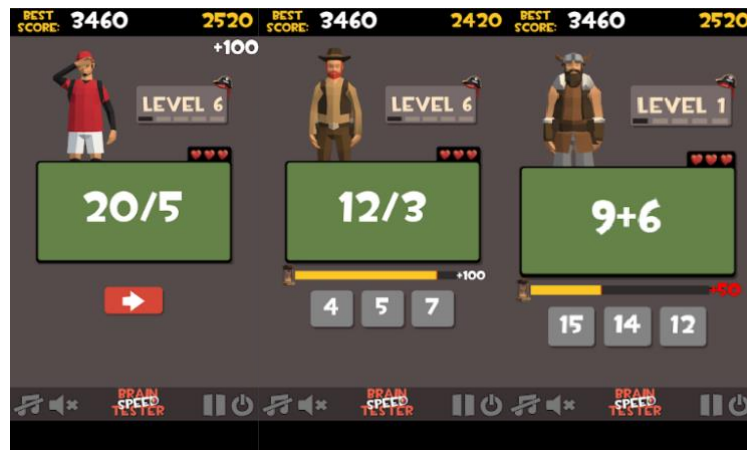 BEST SCORE: 3460 2520
+100
LEVEL 6
20/5
BRAIN
SPEED
TESTER
BEST SCORE: 3460 2420
LEVEL 6
12/3
+100
4 5 7
BRAIN
SPEED
TESTER
BEST SCORE: 3460 2520
LEVEL 1
9+6
+50
15 14 12
BRAIN
SPEED
TESTER